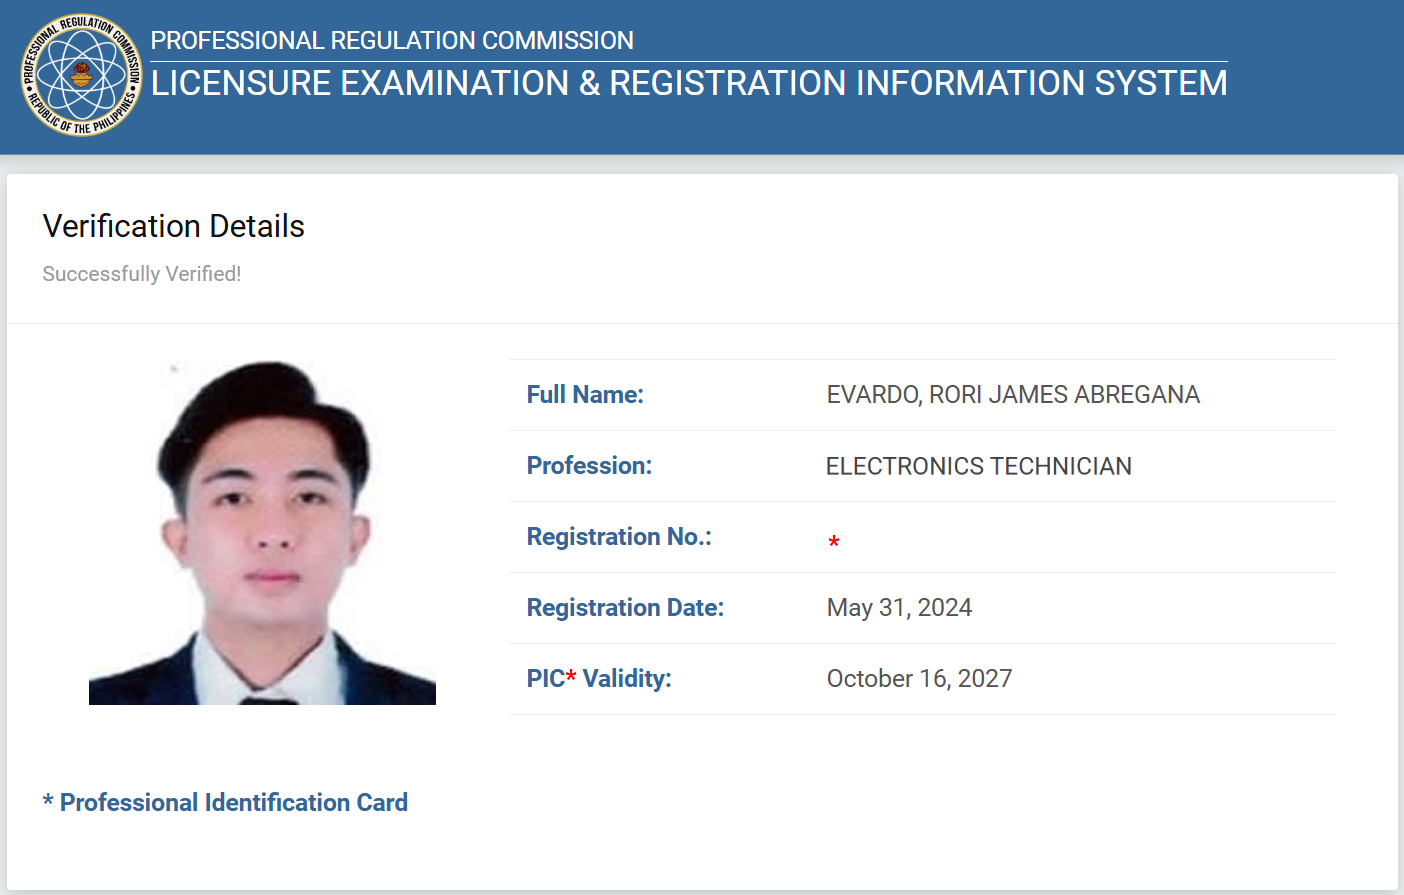 PROFESSIONAL REGULATION COMMISSION
REPUBLIC OF THE PHILIPPINES
PROFESSIONAL REGULATION COMMISSION
LICENSURE EXAMINATION & REGISTRATION INFORMATION SYSTEM
Verification Details
Successfully Verified!
Full Name: EVARDO, RORI JAMES ABREGANA
Profession: ELECTRONICS TECHNICIAN
Registration No.: *
Registration Date: May 31, 2024
PIC* Validity: October 16, 2027
* Professional Identification Card